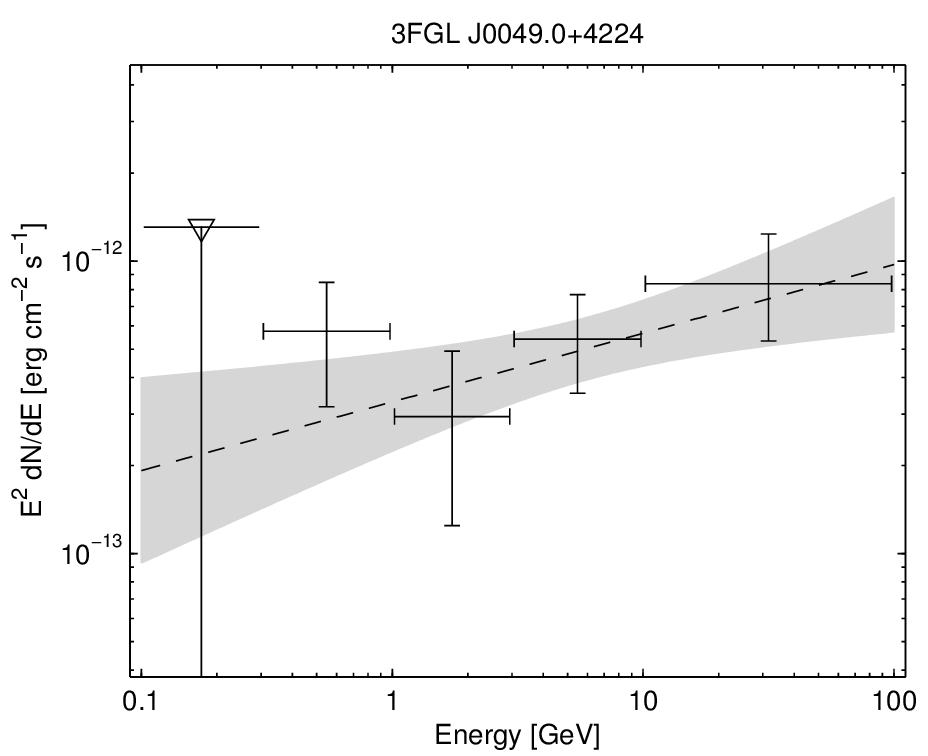 3FGL J0049.0+4224
E² dN/dE [erg cm⁻² s⁻¹]
10⁻¹²
10⁻¹³
0.1 1 10 100
Energy [GeV]